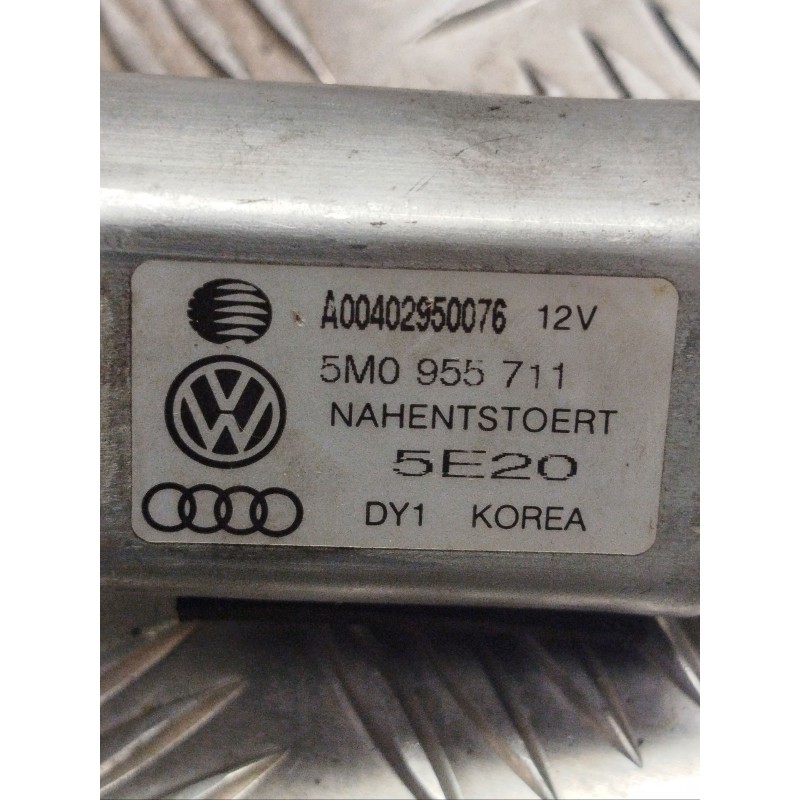 A00402950076 12V
5M0 955 711
NAHENTSTOERT
5E20
DY1 KOREA